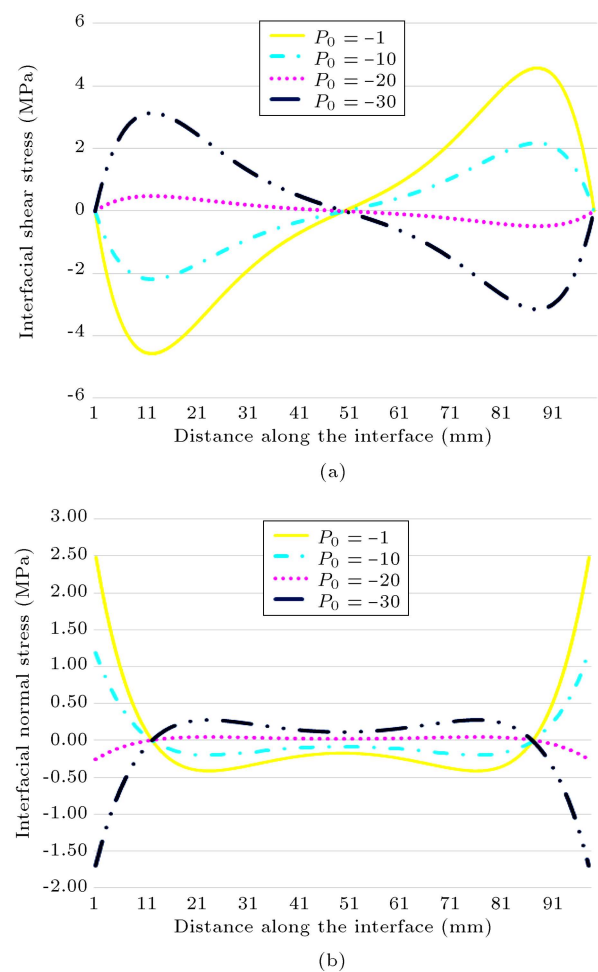 6
4
2
0
-2
-4
-6
Interfacial shear stress (MPa)
P0 = –1
P0 = –10
P0 = –20
P0 = –30
1 11 21 31 41 51 61 71 81 91
Distance along the interface (mm)
(a)
3.00
2.50
2.00
1.50
1.00
0.50
0.00
-0.50
-1.00
-1.50
-2.00
Interfacial normal stress (MPa)
P0 = –1
P0 = –10
P0 = –20
P0 = –30
1 11 21 31 41 51 61 71 81 91
Distance along the interface (mm)
(b)